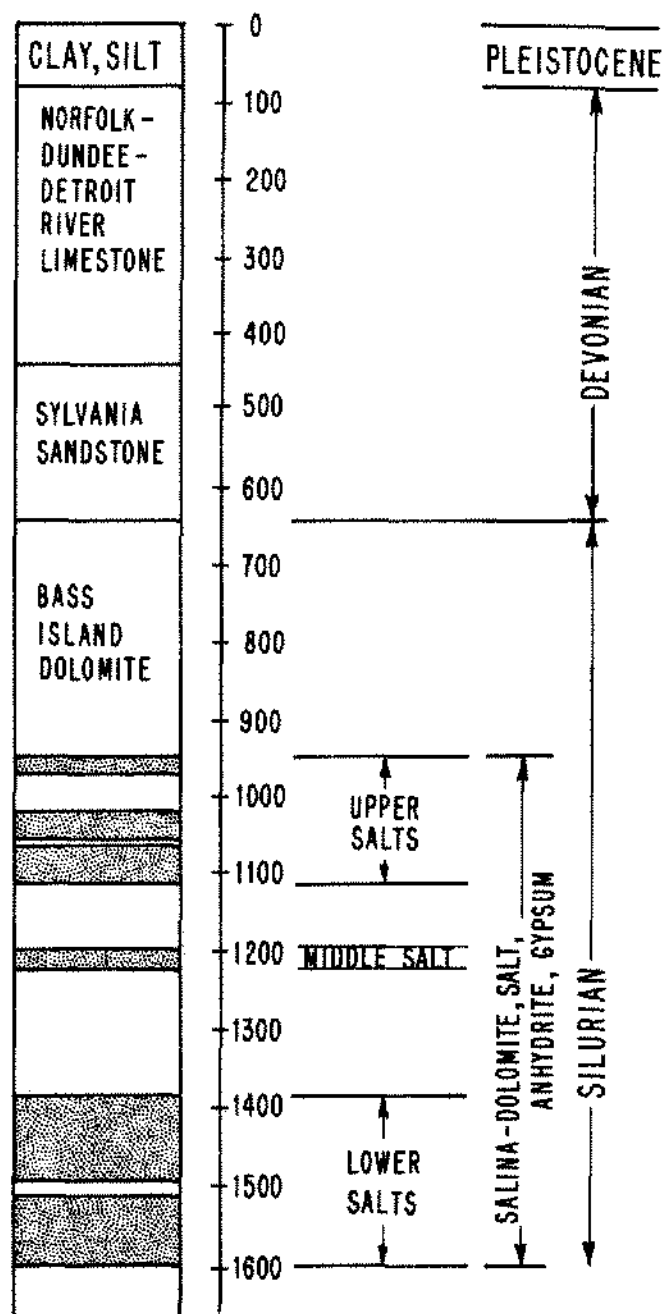 CLAY, SILT
NORFOLK-
DUNDEE-
DETROIT
RIVER
LIMESTONE
SYLVANIA
SANDSTONE
BASS
ISLAND
DOLOMITE
0
100
200
300
400
500
600
700
800
900
1000
1100
1200
1300
1400
1500
1600
UPPER
SALTS
MIDDLE SALT
LOWER
SALTS
SALINA-DOLOMITE, SALT,
ANHYDRITE, GYPSUM
PLEISTOCENE
DEVONIAN
SILURIAN